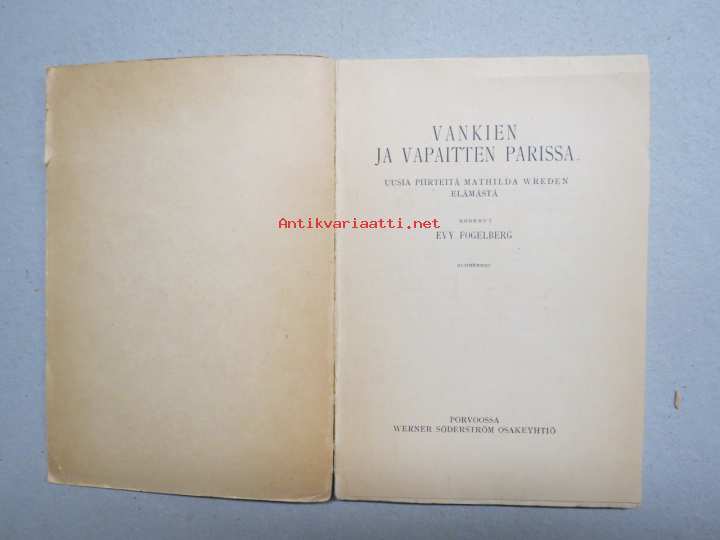 VANKIEN
JA VAPAITTEN PARISSA
UUSIA PIIRTEITÄ MATHILDA WREDEN
ELÄMÄSTÄ
Antikvariaatti.net
EVY FOGELBERG
PORVOOSSA
WERNER SÖDERSTRÖM OSAKEYHTIÖ